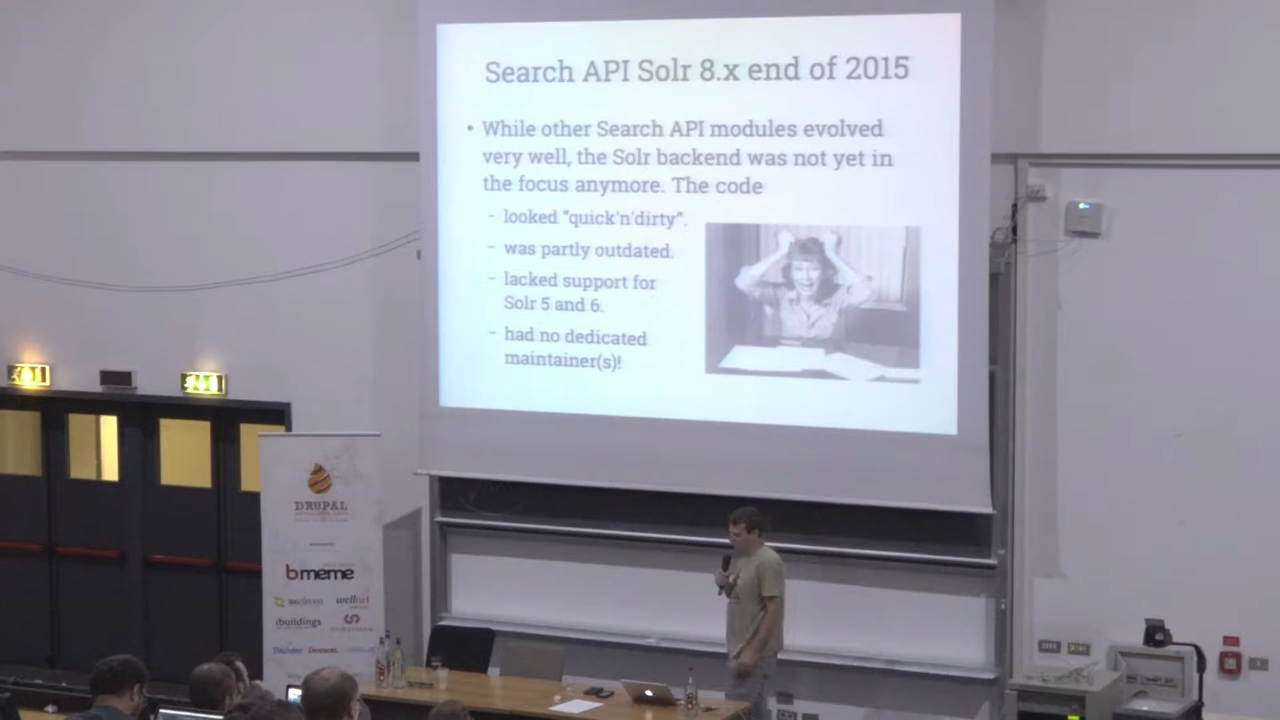 Search API Solr 8.x end of 2015
• While other Search API modules evolved
very well, the Solr backend was not yet in
the focus anymore. The code
- looked "quick'n'dirty".
- was partly outdated.
- lacked support for
Solr 5 and 6.
- had no dedicated
maintainer(s)!
DRUPAL
bmeme
wellnet
ibuildings